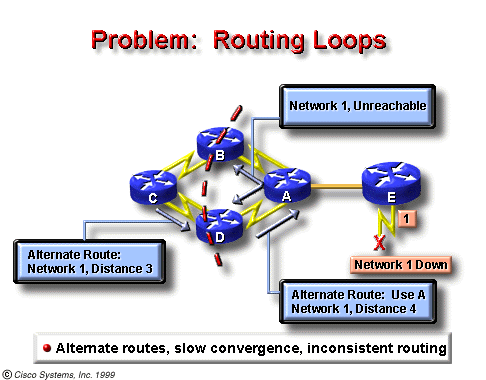 Problem: Routing Loops
Network 1, Unreachable
B
C
A
E
D
1
X
Network 1 Down
Alternate Route:
Network 1, Distance 3
Alternate Route: Use A
Network 1, Distance 4
Alternate routes, slow convergence, inconsistent routing
© Cisco Systems, Inc. 1999